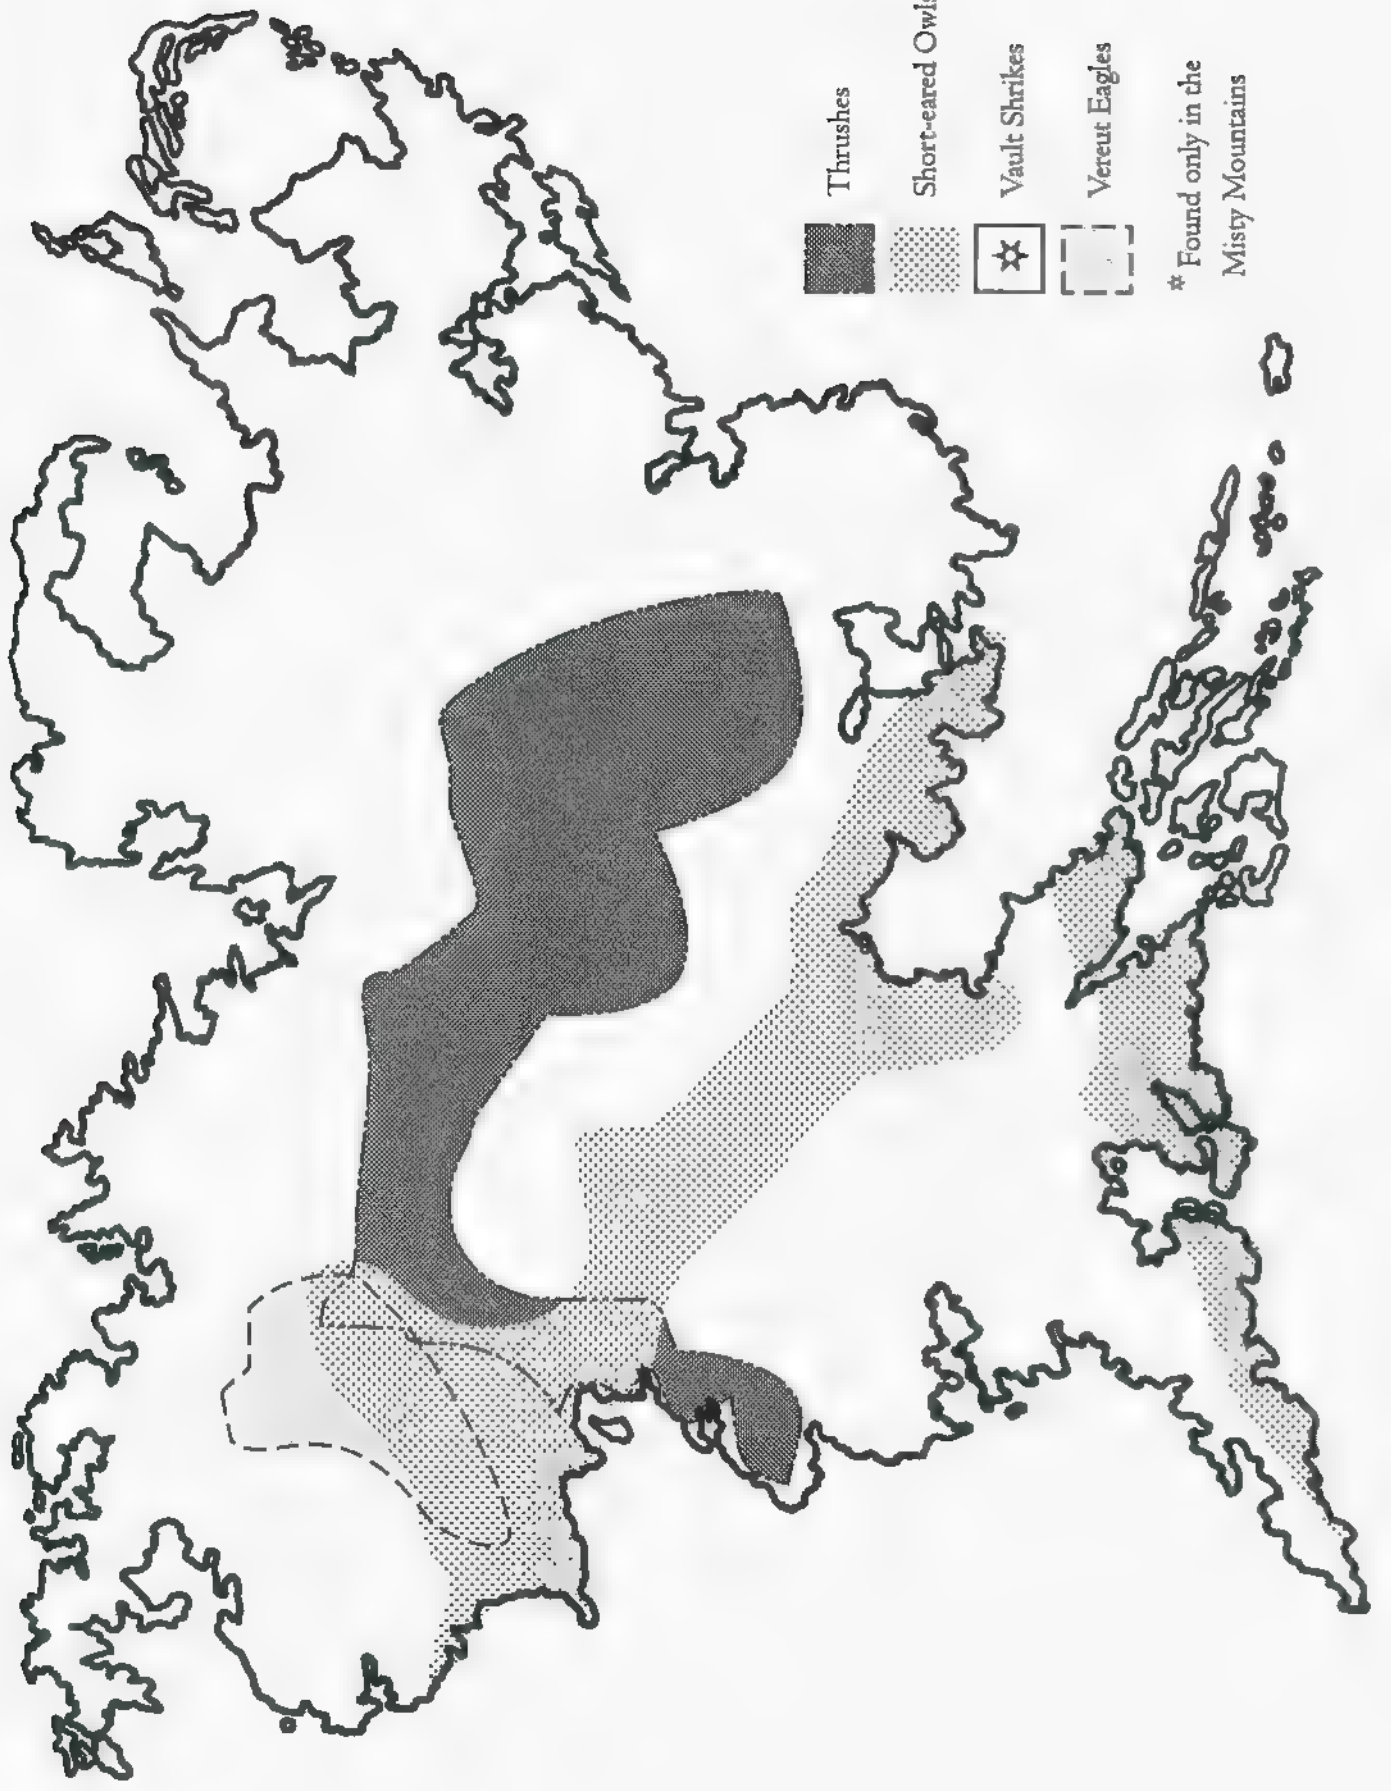 Thrushes
Short-eared Owls
Vault Shrikes
Vereut Eagles
* Found only in the
Misty Mountains